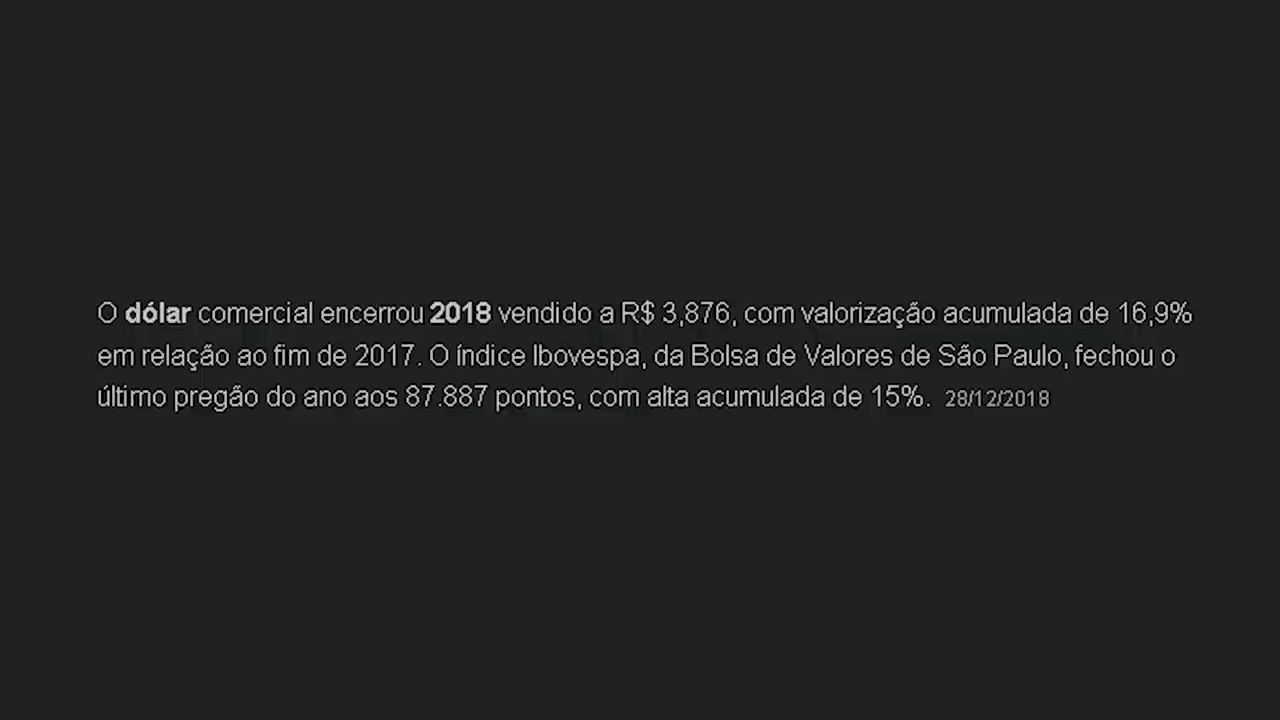 O dólar comercial encerrou 2018 vendido a R$ 3,876, com valorização acumulada de 16,9%
em relação ao fim de 2017. O índice Ibovespa, da Bolsa de Valores de São Paulo, fechou o
último pregão do ano aos 87.887 pontos, com alta acumulada de 15%. 28/12/2018